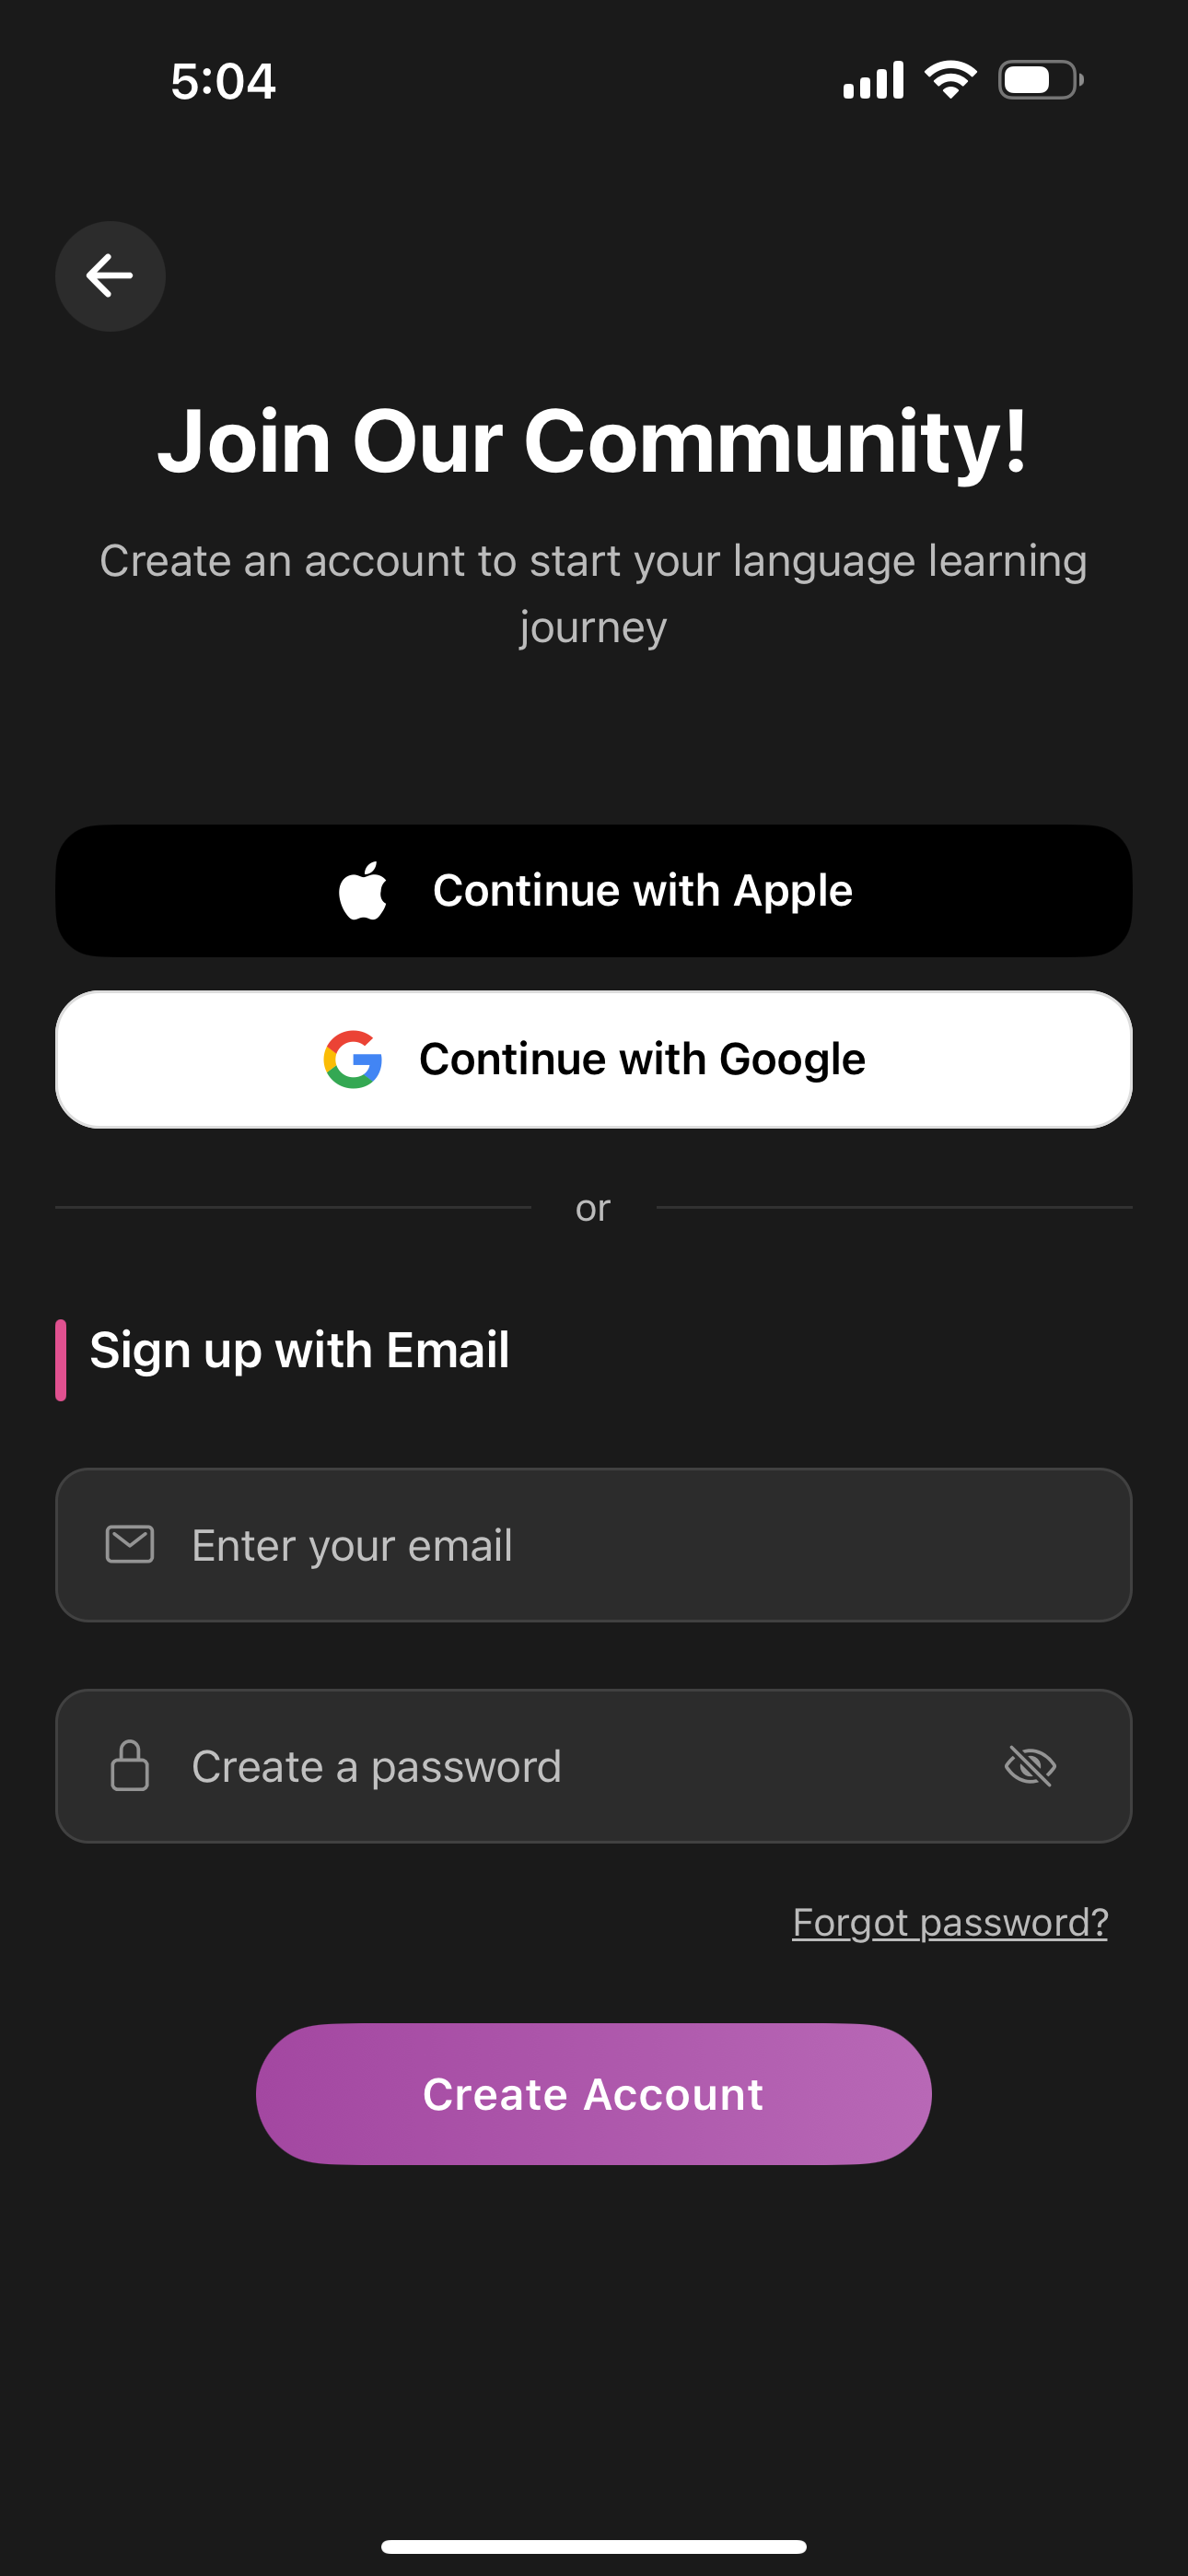 5:04
Join Our Community!
Create an account to start your language learning
journey
Continue with Apple
Continue with Google
or
Sign up with Email
Enter your email
Create a password
Forgot password?
Create Account